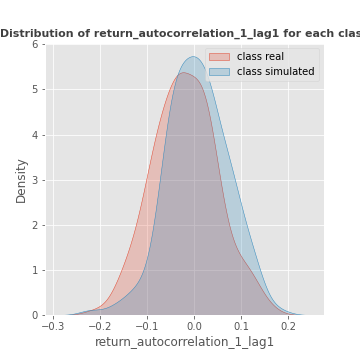 Distribution of return_autocorrelation_1_lag1 for each clas
6
5
4
3
2
1
0
Density
class real
class simulated
−0.3 −0.2 −0.1 0.0 0.1 0.2
return_autocorrelation_1_lag1